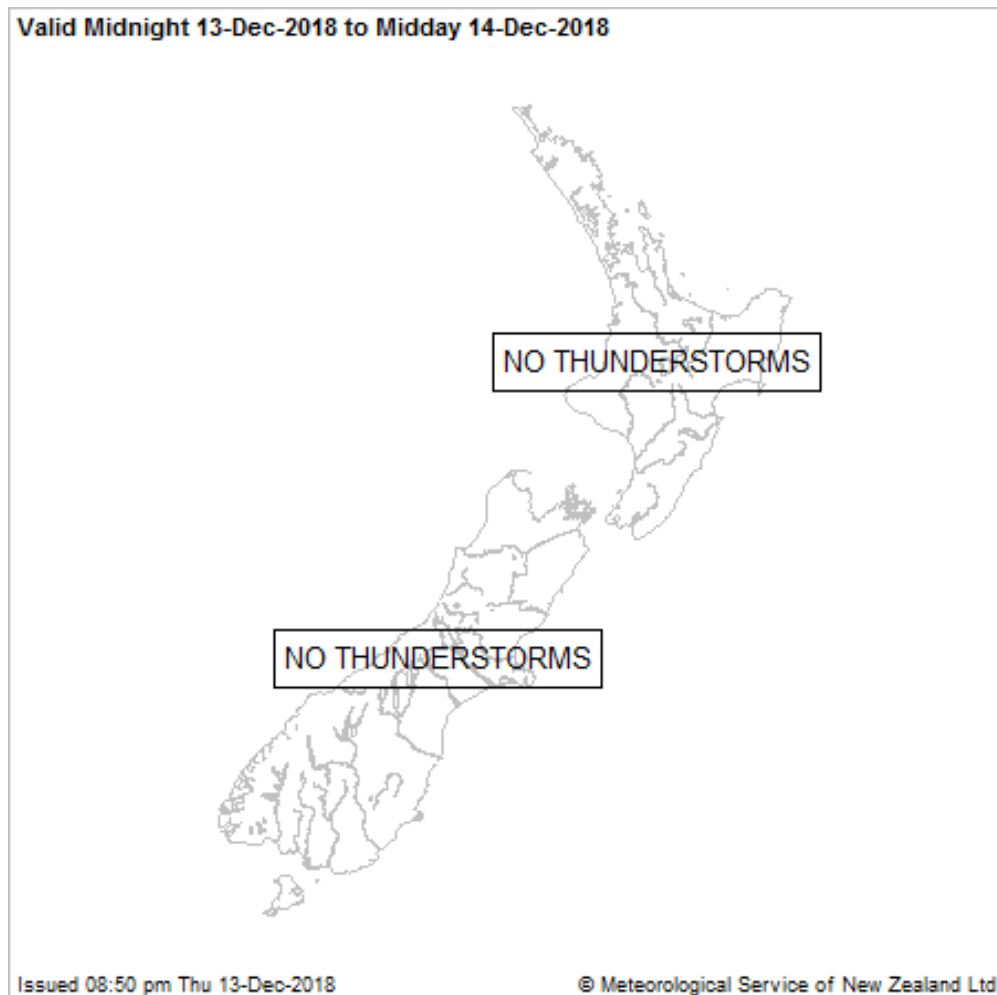 Valid Midnight 13-Dec-2018 to Midday 14-Dec-2018
NO THUNDERSTORMS
NO THUNDERSTORMS
Issued 08:50 pm Thu 13-Dec-2018
© Meteorological Service of New Zealand Ltd